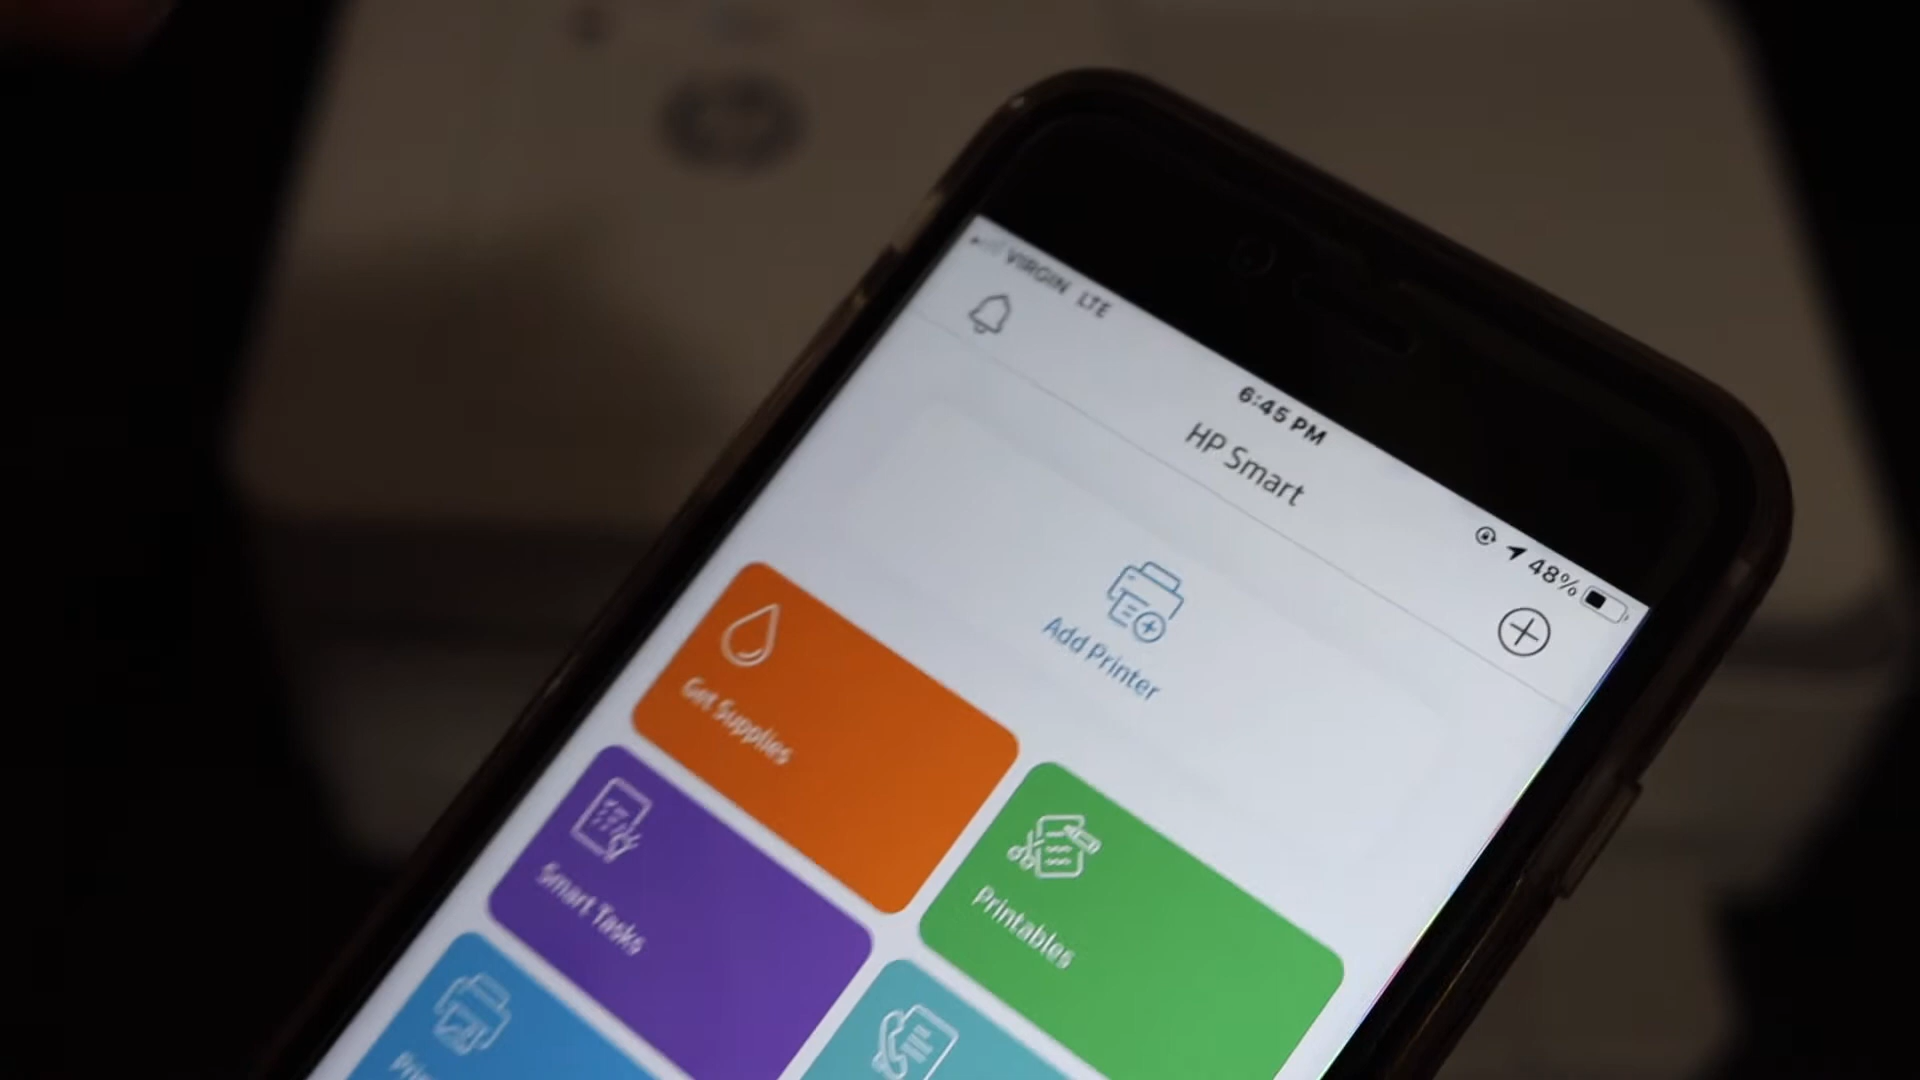 VIRGIN LTE
6:45 PM
48%
HP Smart
Add Printer
Get Supplies
Printables
Smart Tasks